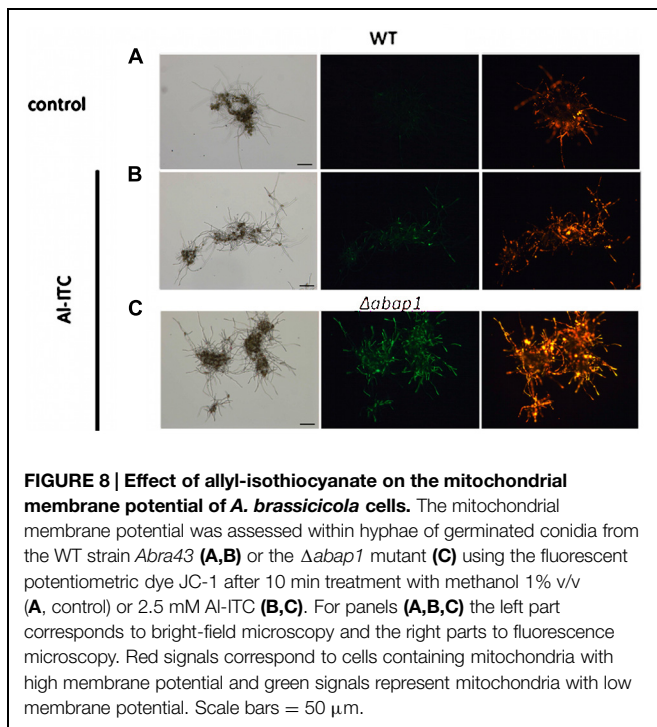 WT
A
control
B
Al-ITC
Δabap1
C
FIGURE 8 | Effect of allyl-isothiocyanate on the mitochondrial
membrane potential of A. brassicicola cells. The mitochondrial
membrane potential was assessed within hyphae of germinated conidia from
the WT strain Abra43 (A,B) or the Δabap1 mutant (C) using the fluorescent
potentiometric dye JC-1 after 10 min treatment with methanol 1% v/v
(A, control) or 2.5 mM Al-ITC (B,C). For panels (A,B,C) the left part
corresponds to bright-field microscopy and the right parts to fluorescence
microscopy. Red signals correspond to cells containing mitochondria with
high membrane potential and green signals represent mitochondria with low
membrane potential. Scale bars = 50 μm.